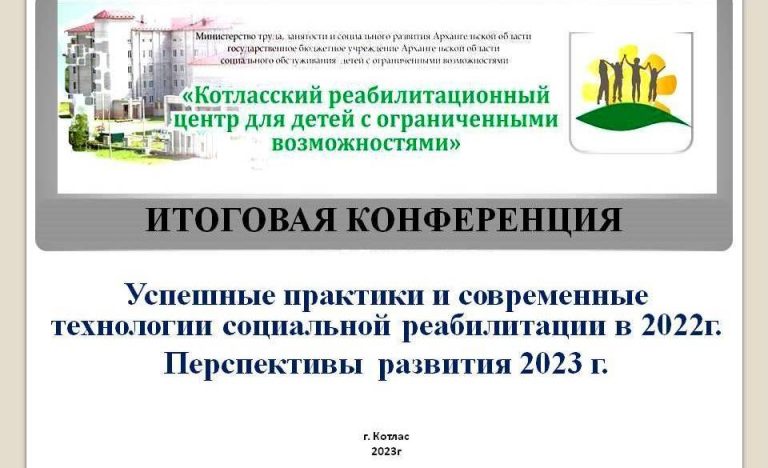 Министерство труда, занятости и социального развития Архангельской области
государственное бюджетное учреждение Архангельской области
социального обслуживания детей с ограниченными возможностями
«Котласский реабилитационный
центр для детей с ограниченными
возможностями»
ИТОГОВАЯ КОНФЕРЕНЦИЯ
Успешные практики и современные
технологии социальной реабилитации в 2022г.
Перспективы развития 2023 г.
г. Котлас
2023г